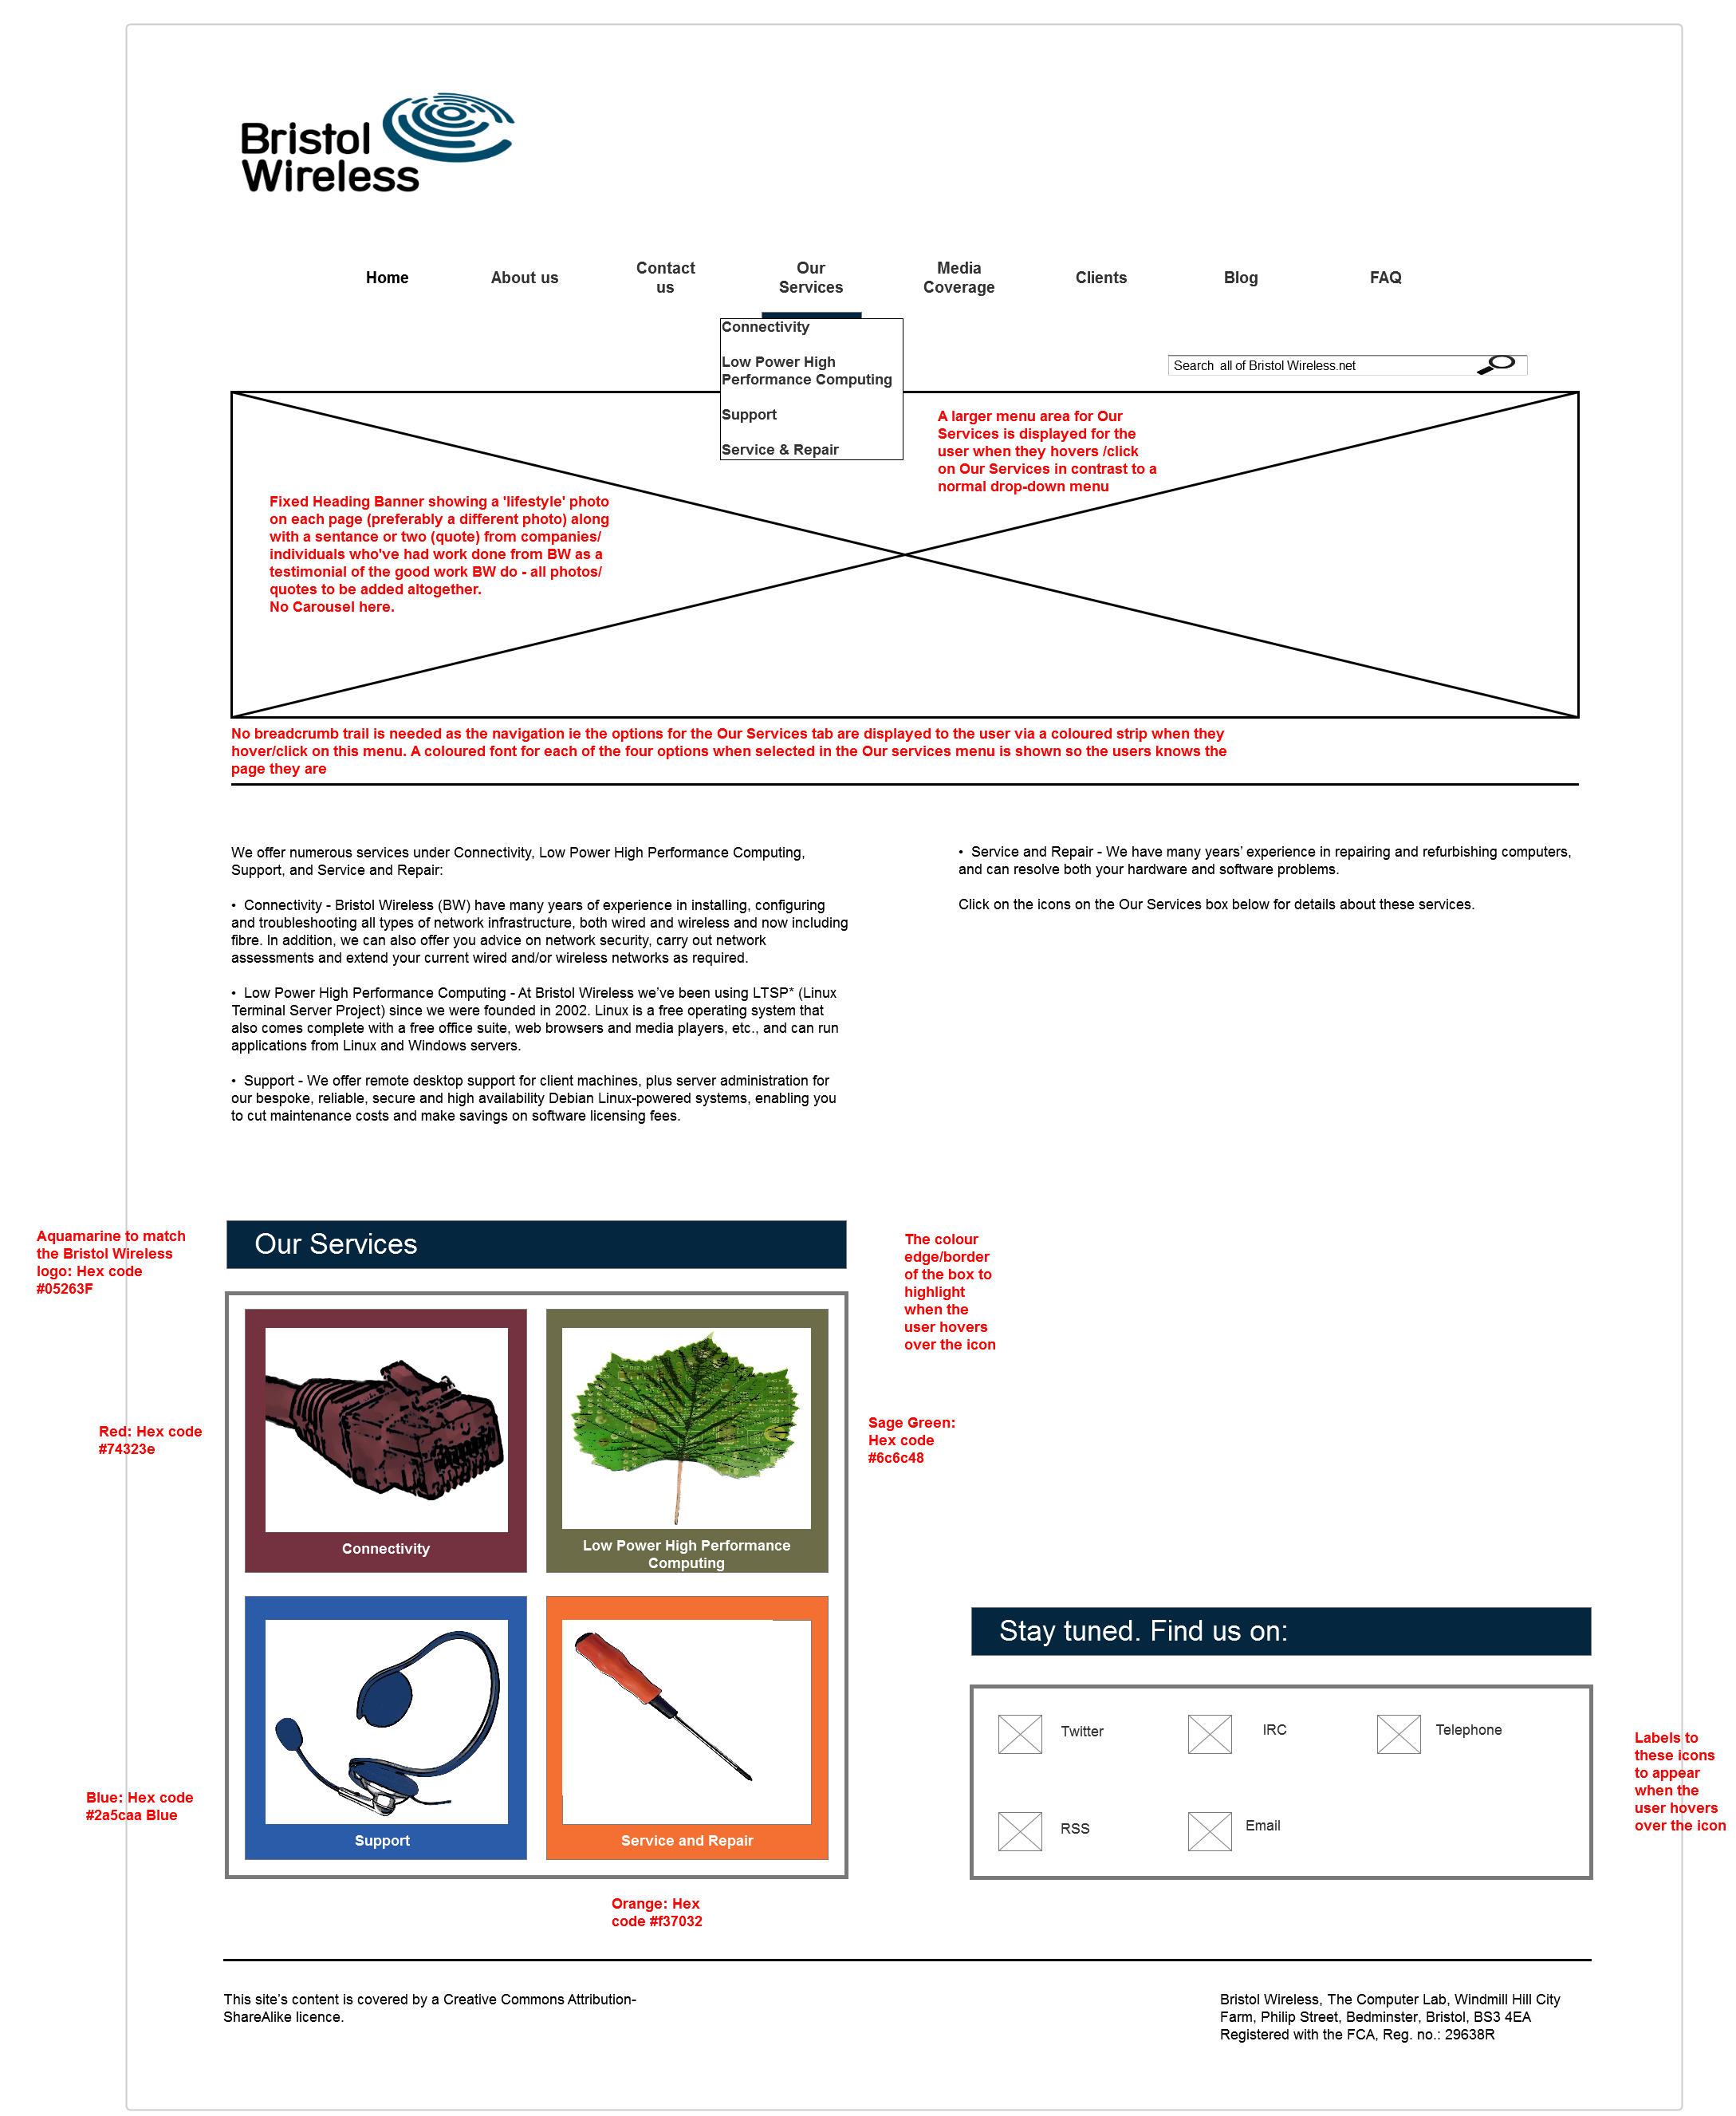 Bristol
Wireless
Home
About us
Contact
us
Our
Services
Media
Coverage
Clients
Blog
FAQ
Connectivity
Low Power High
Performance Computing
Support
Service & Repair
Search  all of Bristol Wireless.net
A larger menu area for Our
Services is displayed for the
user when they hovers /click
on Our Services in contrast to a
normal drop-down menu
Fixed Heading Banner showing a 'lifestyle' photo
on each page (preferably a different photo) along
with a sentance or two (quote) from companies/
individuals who've had work done from BW as a
testimonial of the good work BW do - all photos/
quotes to be added altogether.
No Carousel here.
No breadcrumb trail is needed as the navigation ie the options for the Our Services tab are displayed to the user via a coloured strip when they
hover/click on this menu. A coloured font for each of the four options when selected in the Our services menu is shown so the users knows the
page they are
We offer numerous services under Connectivity, Low Power High Performance Computing,
Support, and Service and Repair:
• Connectivity - Bristol Wireless (BW) have many years of experience in installing, configuring
and troubleshooting all types of network infrastructure, both wired and wireless and now including
fibre. In addition, we can also offer you advice on network security, carry out network
assessments and extend your current wired and/or wireless networks as required.
• Low Power High Performance Computing - At Bristol Wireless we’ve been using LTSP* (Linux
Terminal Server Project) since we were founded in 2002. Linux is a free operating system that
also comes complete with a free office suite, web browsers and media players, etc., and can run
applications from Linux and Windows servers.
• Support - We offer remote desktop support for client machines, plus server administration for
our bespoke, reliable, secure and high availability Debian Linux-powered systems, enabling you
to cut maintenance costs and make savings on software licensing fees.
• Service and Repair - We have many years’ experience in repairing and refurbishing computers,
and can resolve both your hardware and software problems.
Click on the icons on the Our Services box below for details about these services.
Aquamarine to match
the Bristol Wireless
logo: Hex code
#05263F
Our Services
The colour
edge/border
of the box to
highlight
when the
user hovers
over the icon
Red: Hex code
#74323e
Sage Green:
Hex code
#6c6c48
Connectivity
Low Power High Performance
Computing
Blue: Hex code
#2a5caa Blue
Support
Service and Repair
Orange: Hex
code #f37032
Stay tuned. Find us on:
Twitter
IRC
Telephone
RSS
Email
Labels to
these icons
to appear
when the
user hovers
over the icon
This site’s content is covered by a Creative Commons Attribution-
ShareAlike licence.
Bristol Wireless, The Computer Lab, Windmill Hill City
Farm, Philip Street, Bedminster, Bristol, BS3 4EA
Registered with the FCA, Reg. no.: 29638R